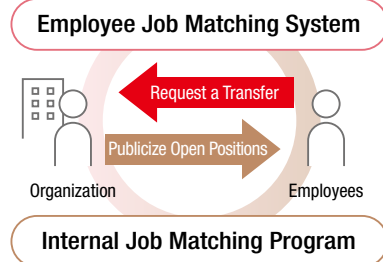 Employee Job Matching System
Request a Transfer
Publicize Open Positions
Organization
Employees
Internal Job Matching Program